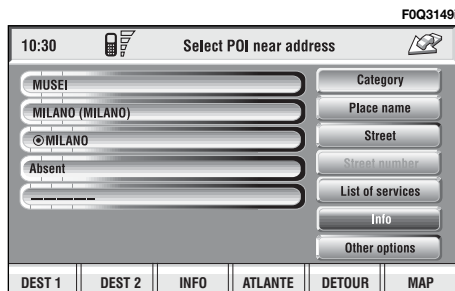 F0Q3149i
10:30 Select POI near address
MUSEI
MILANO (MILANO)
MILANO
Absent
––––––
Category
Place name
Street
Street number
List of services
Info
Other options
DEST 1 DEST 2 INFO ATLANTE DETOUR MAP